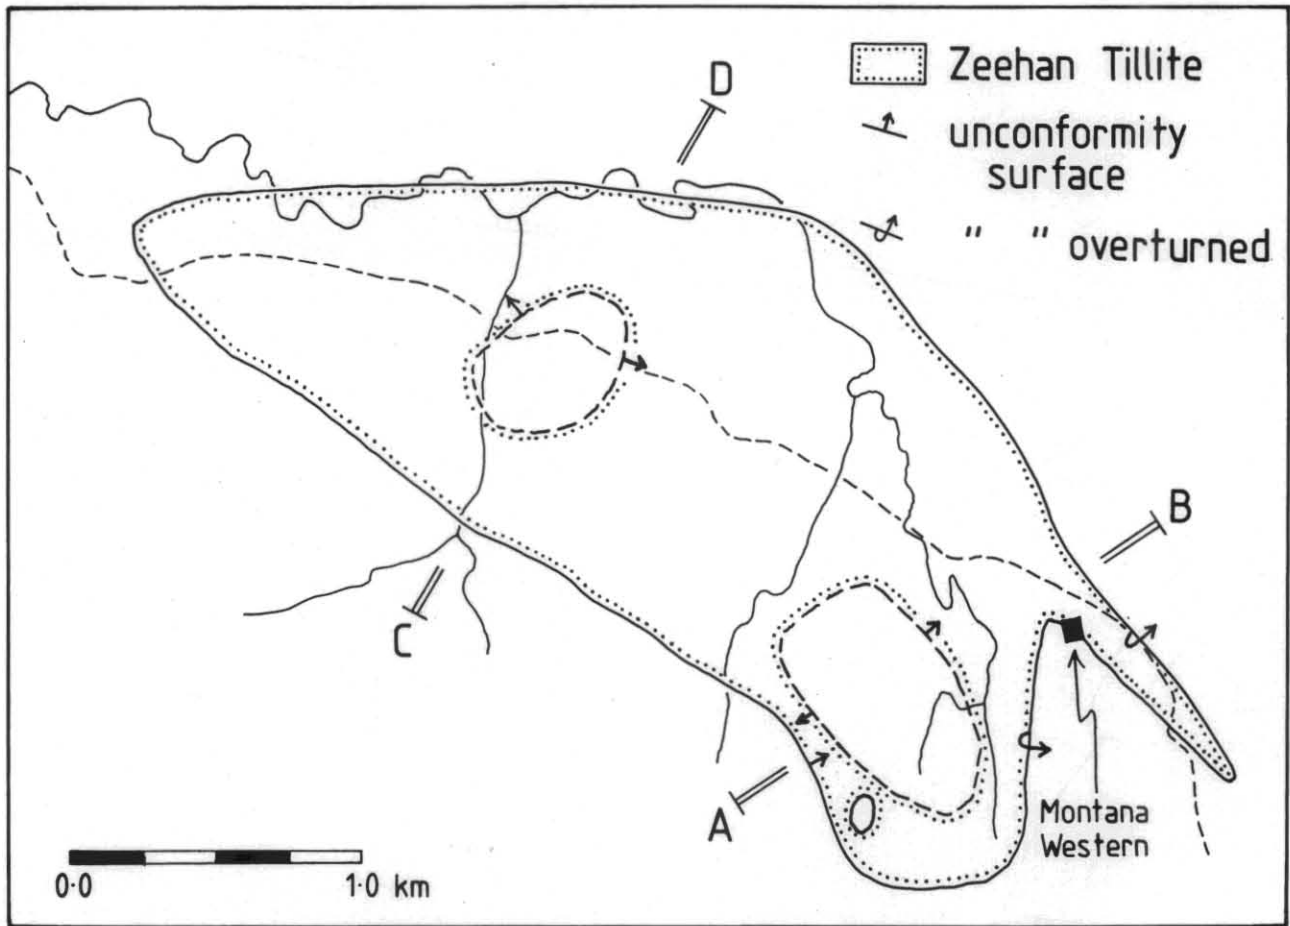 Zeehan Tillite
unconformity
surface
" " overturned
D
B
C
A
Montana
Western
0·0 1·0 km